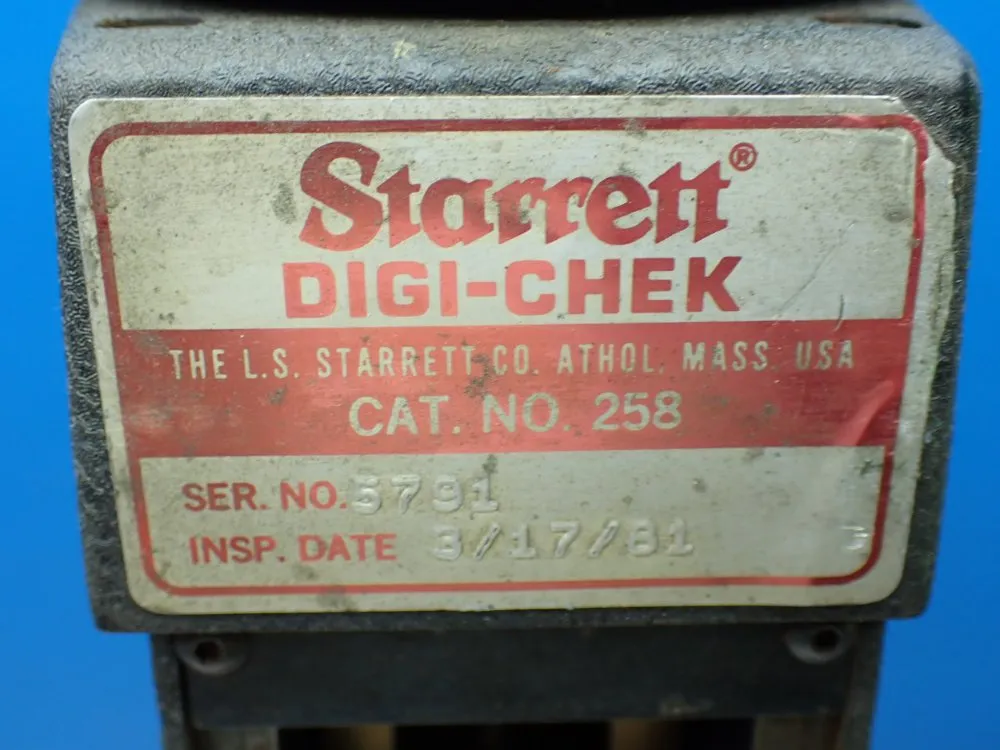 Starrett®
DIGI-CHEK
THE L.S. STARRETT CO. ATHOL, MASS. USA
CAT. NO. 258
SER. NO. 5791
INSP. DATE 3/17/81